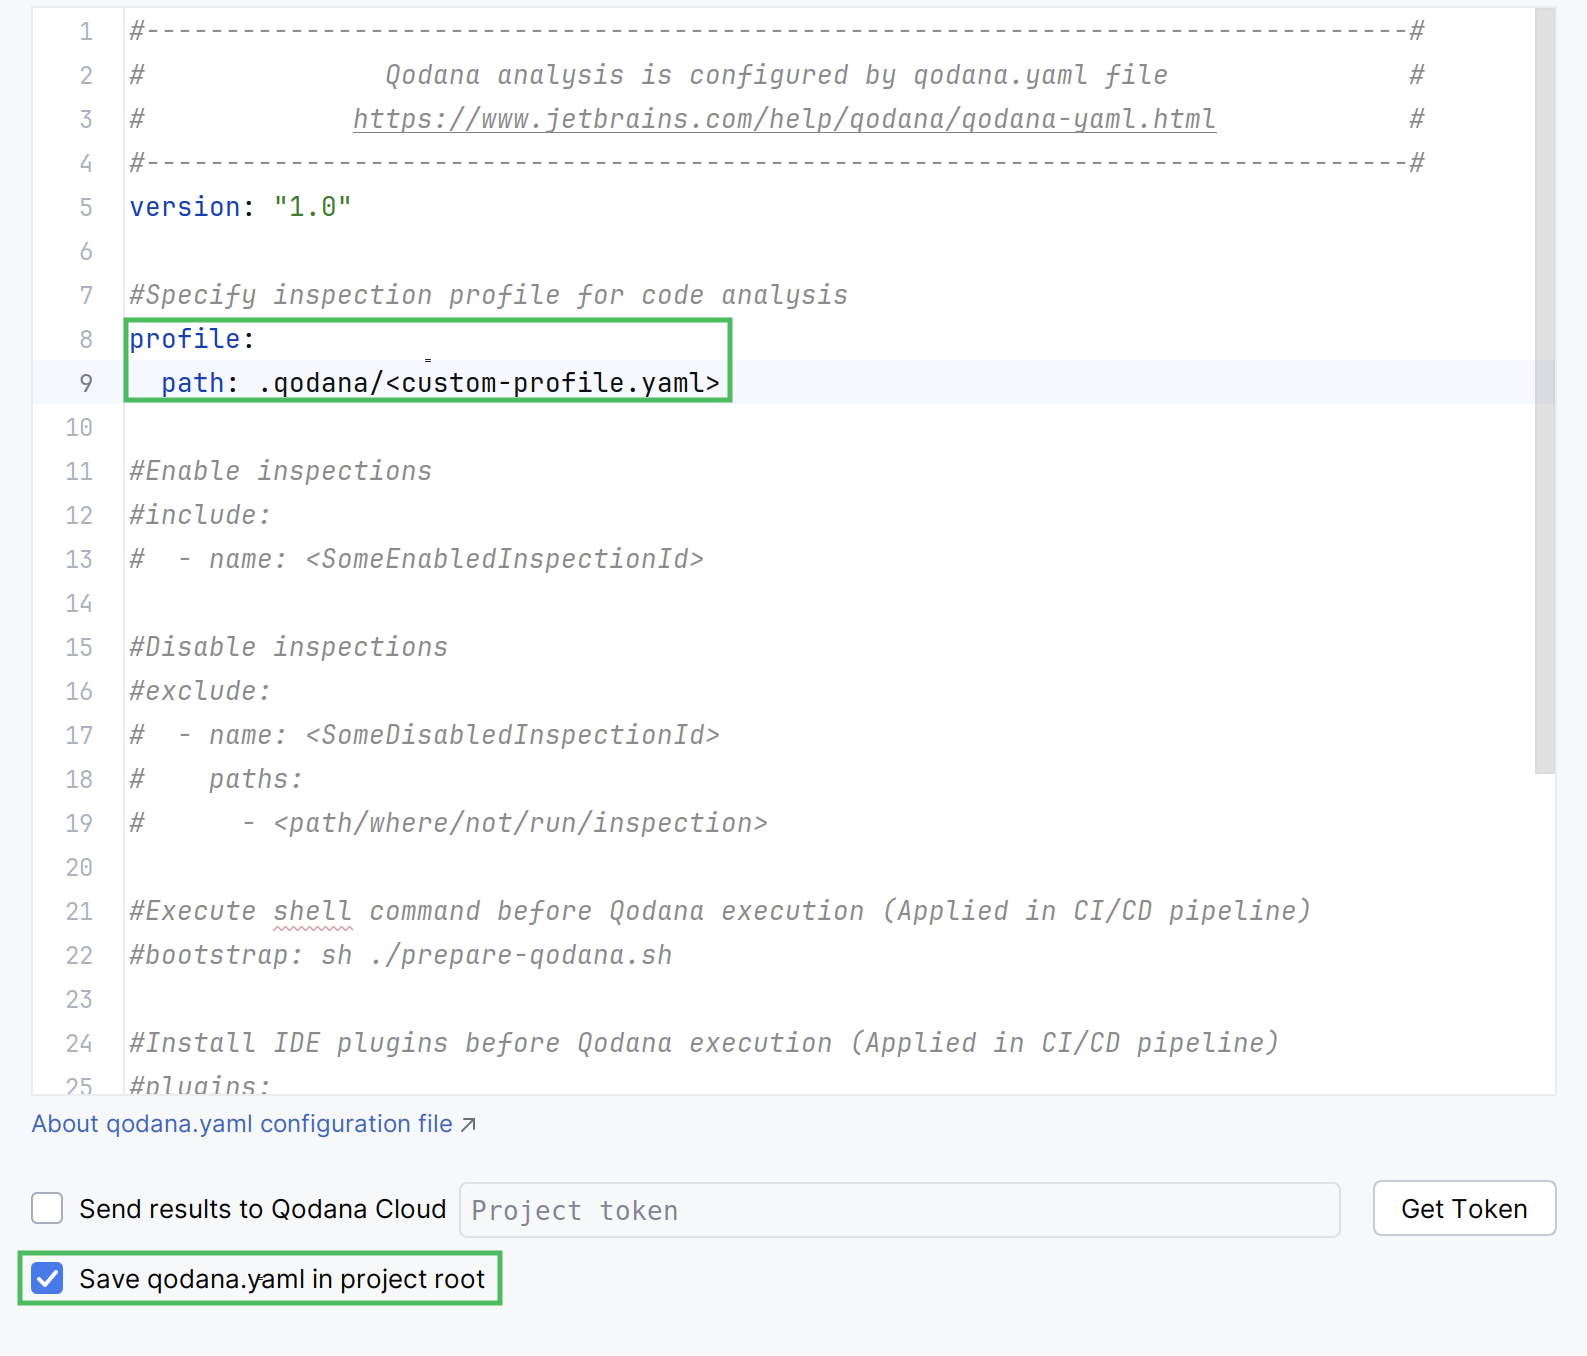 1 #-------------------------------------------------------------------------------#
2 #               Qodana analysis is configured by qodana.yaml file               #
3 #             https://www.jetbrains.com/help/qodana/qodana-yaml.html            #
4 #-------------------------------------------------------------------------------#
5 version: "1.0"
6
7 #Specify inspection profile for code analysis
8 profile:
9   path: .qodana/<custom-profile.yaml>
10
11 #Enable inspections
12 #include:
13 #  - name: <SomeEnabledInspectionId>
14
15 #Disable inspections
16 #exclude:
17 #  - name: <SomeDisabledInspectionId>
18 #    paths:
19 #      - <path/where/not/run/inspection>
20
21 #Execute shell command before Qodana execution (Applied in CI/CD pipeline)
22 #bootstrap: sh ./prepare-qodana.sh
23
24 #Install IDE plugins before Qodana execution (Applied in CI/CD pipeline)
25 #plugins:
About qodana.yaml configuration file ↗
Send results to Qodana Cloud Project token Get Token
Save qodana.yaml in project root